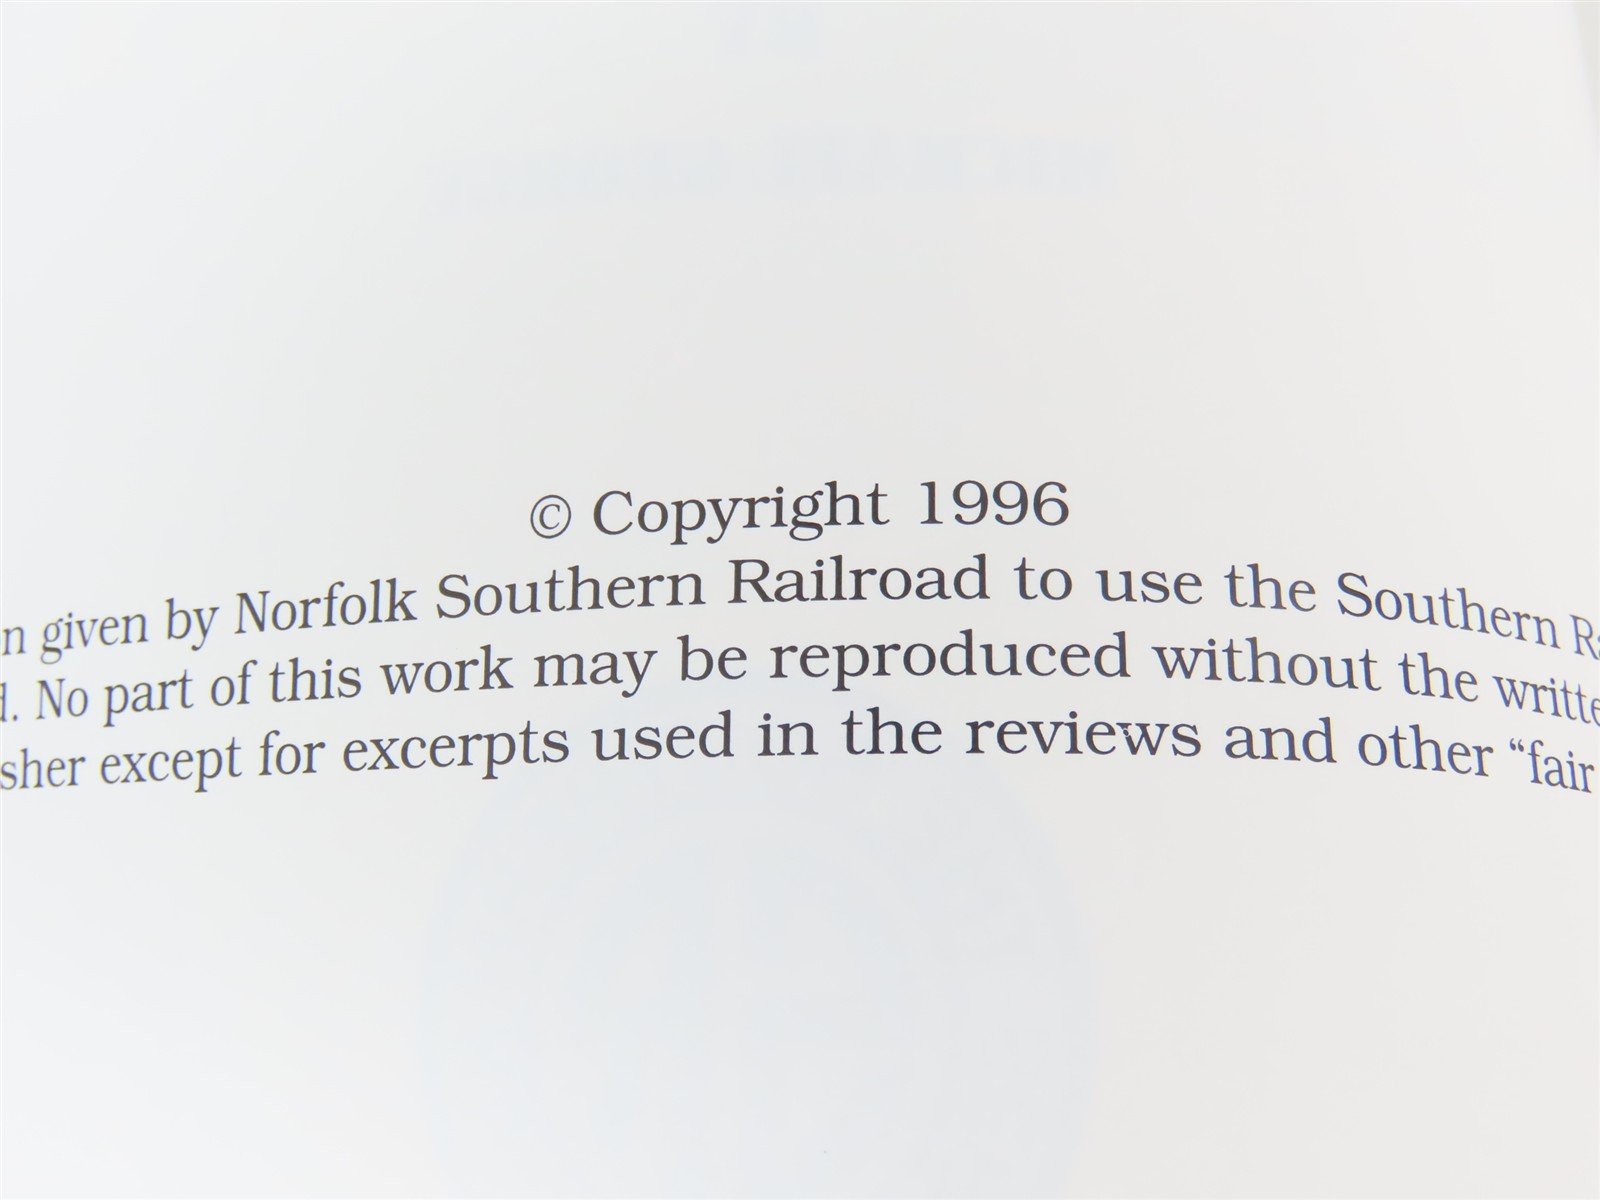 © Copyright 1996
n given by Norfolk Southern Railroad to use the Southern Ra
d. No part of this work may be reproduced without the writte
sher except for excerpts used in the reviews and other “fair